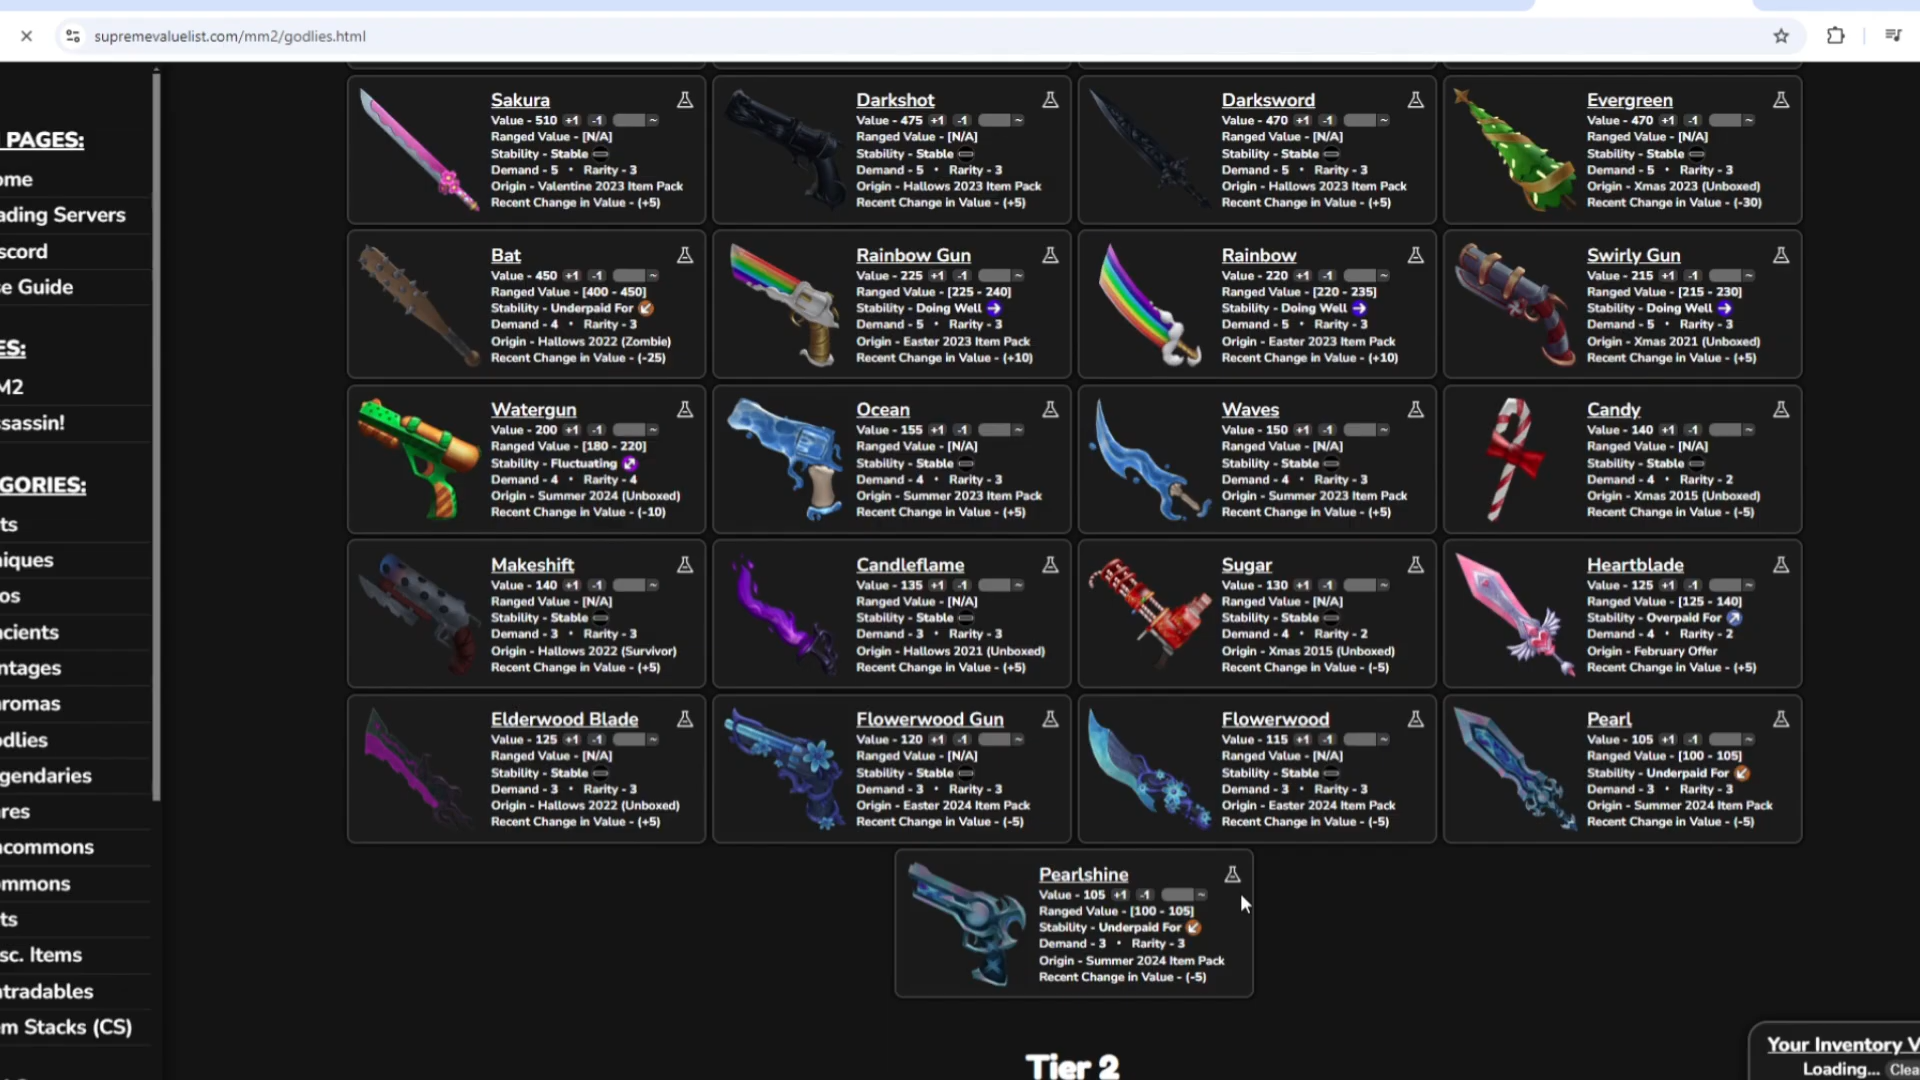 supremevaluelist.com/mm2/godlies.html
PAGES:
ome
ading Servers
scord
e Guide
ES:
M2
ssassin!
GORIES:
ts
niques
os
ncients
ntages
hromas
odlies
egendaries
ares
ncommons
ommons
ts
sc. Items
ntradables
em Stacks (CS)
Sakura
Value - 510 +1 -1 ~
Ranged Value - [N/A]
Stability - Stable
Demand - 5 • Rarity - 3
Origin - Valentine 2023 Item Pack
Recent Change in Value - (+5)
Darkshot
Value - 475 +1 -1 ~
Ranged Value - [N/A]
Stability - Stable
Demand - 5 • Rarity - 3
Origin - Hallows 2023 Item Pack
Recent Change in Value - (+5)
Darksword
Value - 470 +1 -1 ~
Ranged Value - [N/A]
Stability - Stable
Demand - 5 • Rarity - 3
Origin - Hallows 2023 Item Pack
Recent Change in Value - (+5)
Evergreen
Value - 470 +1 -1 ~
Ranged Value - [N/A]
Stability - Stable
Demand - 5 • Rarity - 3
Origin - Xmas 2023 (Unboxed)
Recent Change in Value - (-30)
Bat
Value - 450 +1 -1 ~
Ranged Value - [400 - 450]
Stability - Underpaid For
Demand - 4 • Rarity - 3
Origin - Hallows 2022 (Zombie)
Recent Change in Value - (-25)
Rainbow Gun
Value - 225 +1 -1 ~
Ranged Value - [225 - 240]
Stability - Doing Well
Demand - 5 • Rarity - 3
Origin - Easter 2023 Item Pack
Recent Change in Value - (+10)
Rainbow
Value - 220 +1 -1 ~
Ranged Value - [220 - 235]
Stability - Doing Well
Demand - 5 • Rarity - 3
Origin - Easter 2023 Item Pack
Recent Change in Value - (+10)
Swirly Gun
Value - 215 +1 -1 ~
Ranged Value - [215 - 230]
Stability - Doing Well
Demand - 5 • Rarity - 3
Origin - Xmas 2021 (Unboxed)
Recent Change in Value - (+5)
Watergun
Value - 200 +1 -1 ~
Ranged Value - [180 - 220]
Stability - Fluctuating
Demand - 4 • Rarity - 4
Origin - Summer 2024 (Unboxed)
Recent Change in Value - (-10)
Ocean
Value - 155 +1 -1 ~
Ranged Value - [N/A]
Stability - Stable
Demand - 4 • Rarity - 3
Origin - Summer 2023 Item Pack
Recent Change in Value - (+5)
Waves
Value - 150 +1 -1 ~
Ranged Value - [N/A]
Stability - Stable
Demand - 4 • Rarity - 3
Origin - Summer 2023 Item Pack
Recent Change in Value - (+5)
Candy
Value - 140 +1 -1 ~
Ranged Value - [N/A]
Stability - Stable
Demand - 4 • Rarity - 2
Origin - Xmas 2015 (Unboxed)
Recent Change in Value - (-5)
Makeshift
Value - 140 +1 -1 ~
Ranged Value - [N/A]
Stability - Stable
Demand - 3 • Rarity - 3
Origin - Hallows 2022 (Survivor)
Recent Change in Value - (+5)
Candleflame
Value - 135 +1 -1 ~
Ranged Value - [N/A]
Stability - Stable
Demand - 3 • Rarity - 3
Origin - Hallows 2021 (Unboxed)
Recent Change in Value - (+5)
Sugar
Value - 130 +1 -1 ~
Ranged Value - [N/A]
Stability - Stable
Demand - 4 • Rarity - 2
Origin - Xmas 2015 (Unboxed)
Recent Change in Value - (-5)
Heartblade
Value - 125 +1 -1 ~
Ranged Value - [125 - 140]
Stability - Overpaid For
Demand - 4 • Rarity - 2
Origin - February Offer
Recent Change in Value - (+5)
Elderwood Blade
Value - 125 +1 -1 ~
Ranged Value - [N/A]
Stability - Stable
Demand - 3 • Rarity - 3
Origin - Hallows 2022 (Unboxed)
Recent Change in Value - (+5)
Flowerwood Gun
Value - 120 +1 -1 ~
Ranged Value - [N/A]
Stability - Stable
Demand - 3 • Rarity - 3
Origin - Easter 2024 Item Pack
Recent Change in Value - (-5)
Flowerwood
Value - 115 +1 -1 ~
Ranged Value - [N/A]
Stability - Stable
Demand - 3 • Rarity - 3
Origin - Easter 2024 Item Pack
Recent Change in Value - (-5)
Pearl
Value - 105 +1 -1 ~
Ranged Value - [100 - 105]
Stability - Underpaid For
Demand - 3 • Rarity - 3
Origin - Summer 2024 Item Pack
Recent Change in Value - (-5)
Pearlshine
Value - 105 +1 -1 ~
Ranged Value - [100 - 105]
Stability - Underpaid For
Demand - 3 • Rarity - 3
Origin - Summer 2024 Item Pack
Recent Change in Value - (-5)
Tier 2
Your Inventory V
Loading... Clea